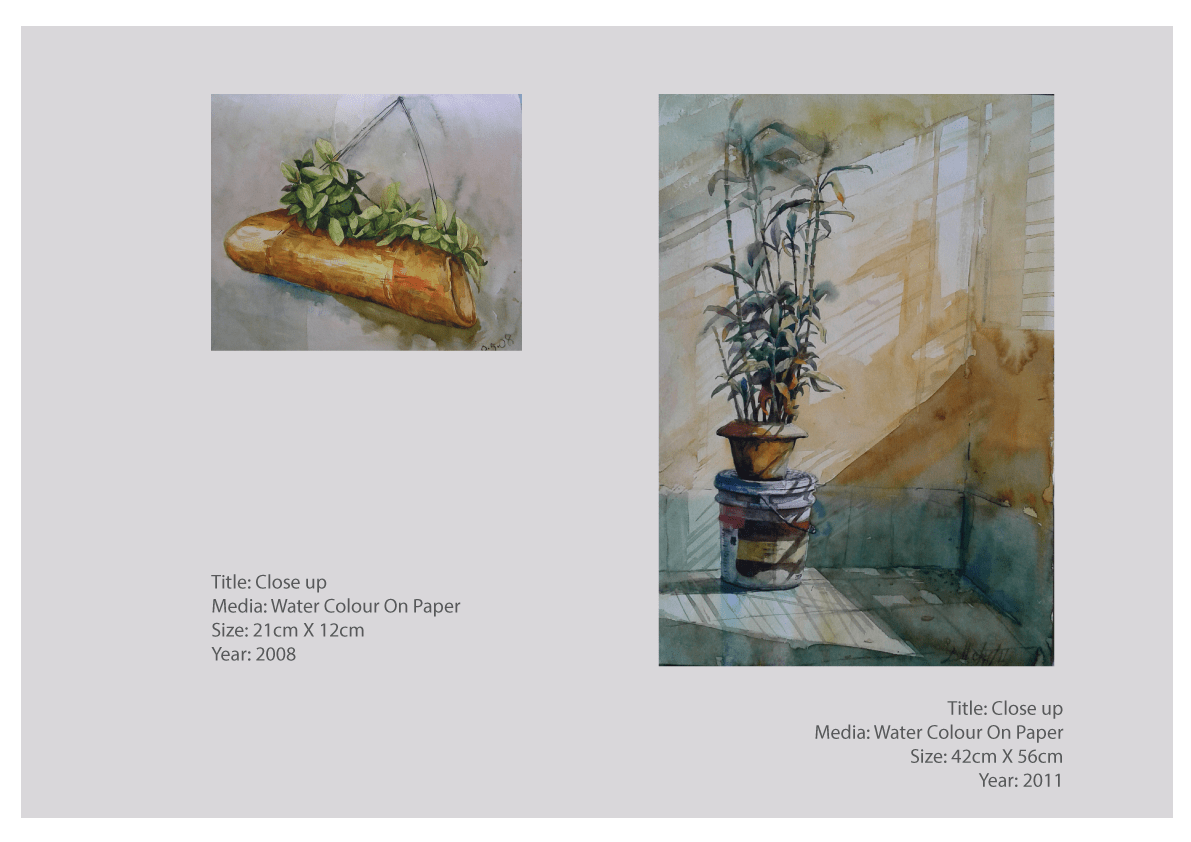 Title: Close up
Media: Water Colour On Paper
Size: 21cm X 12cm
Year: 2008
Title: Close up
Media: Water Colour On Paper
Size: 42cm X 56cm
Year: 2011